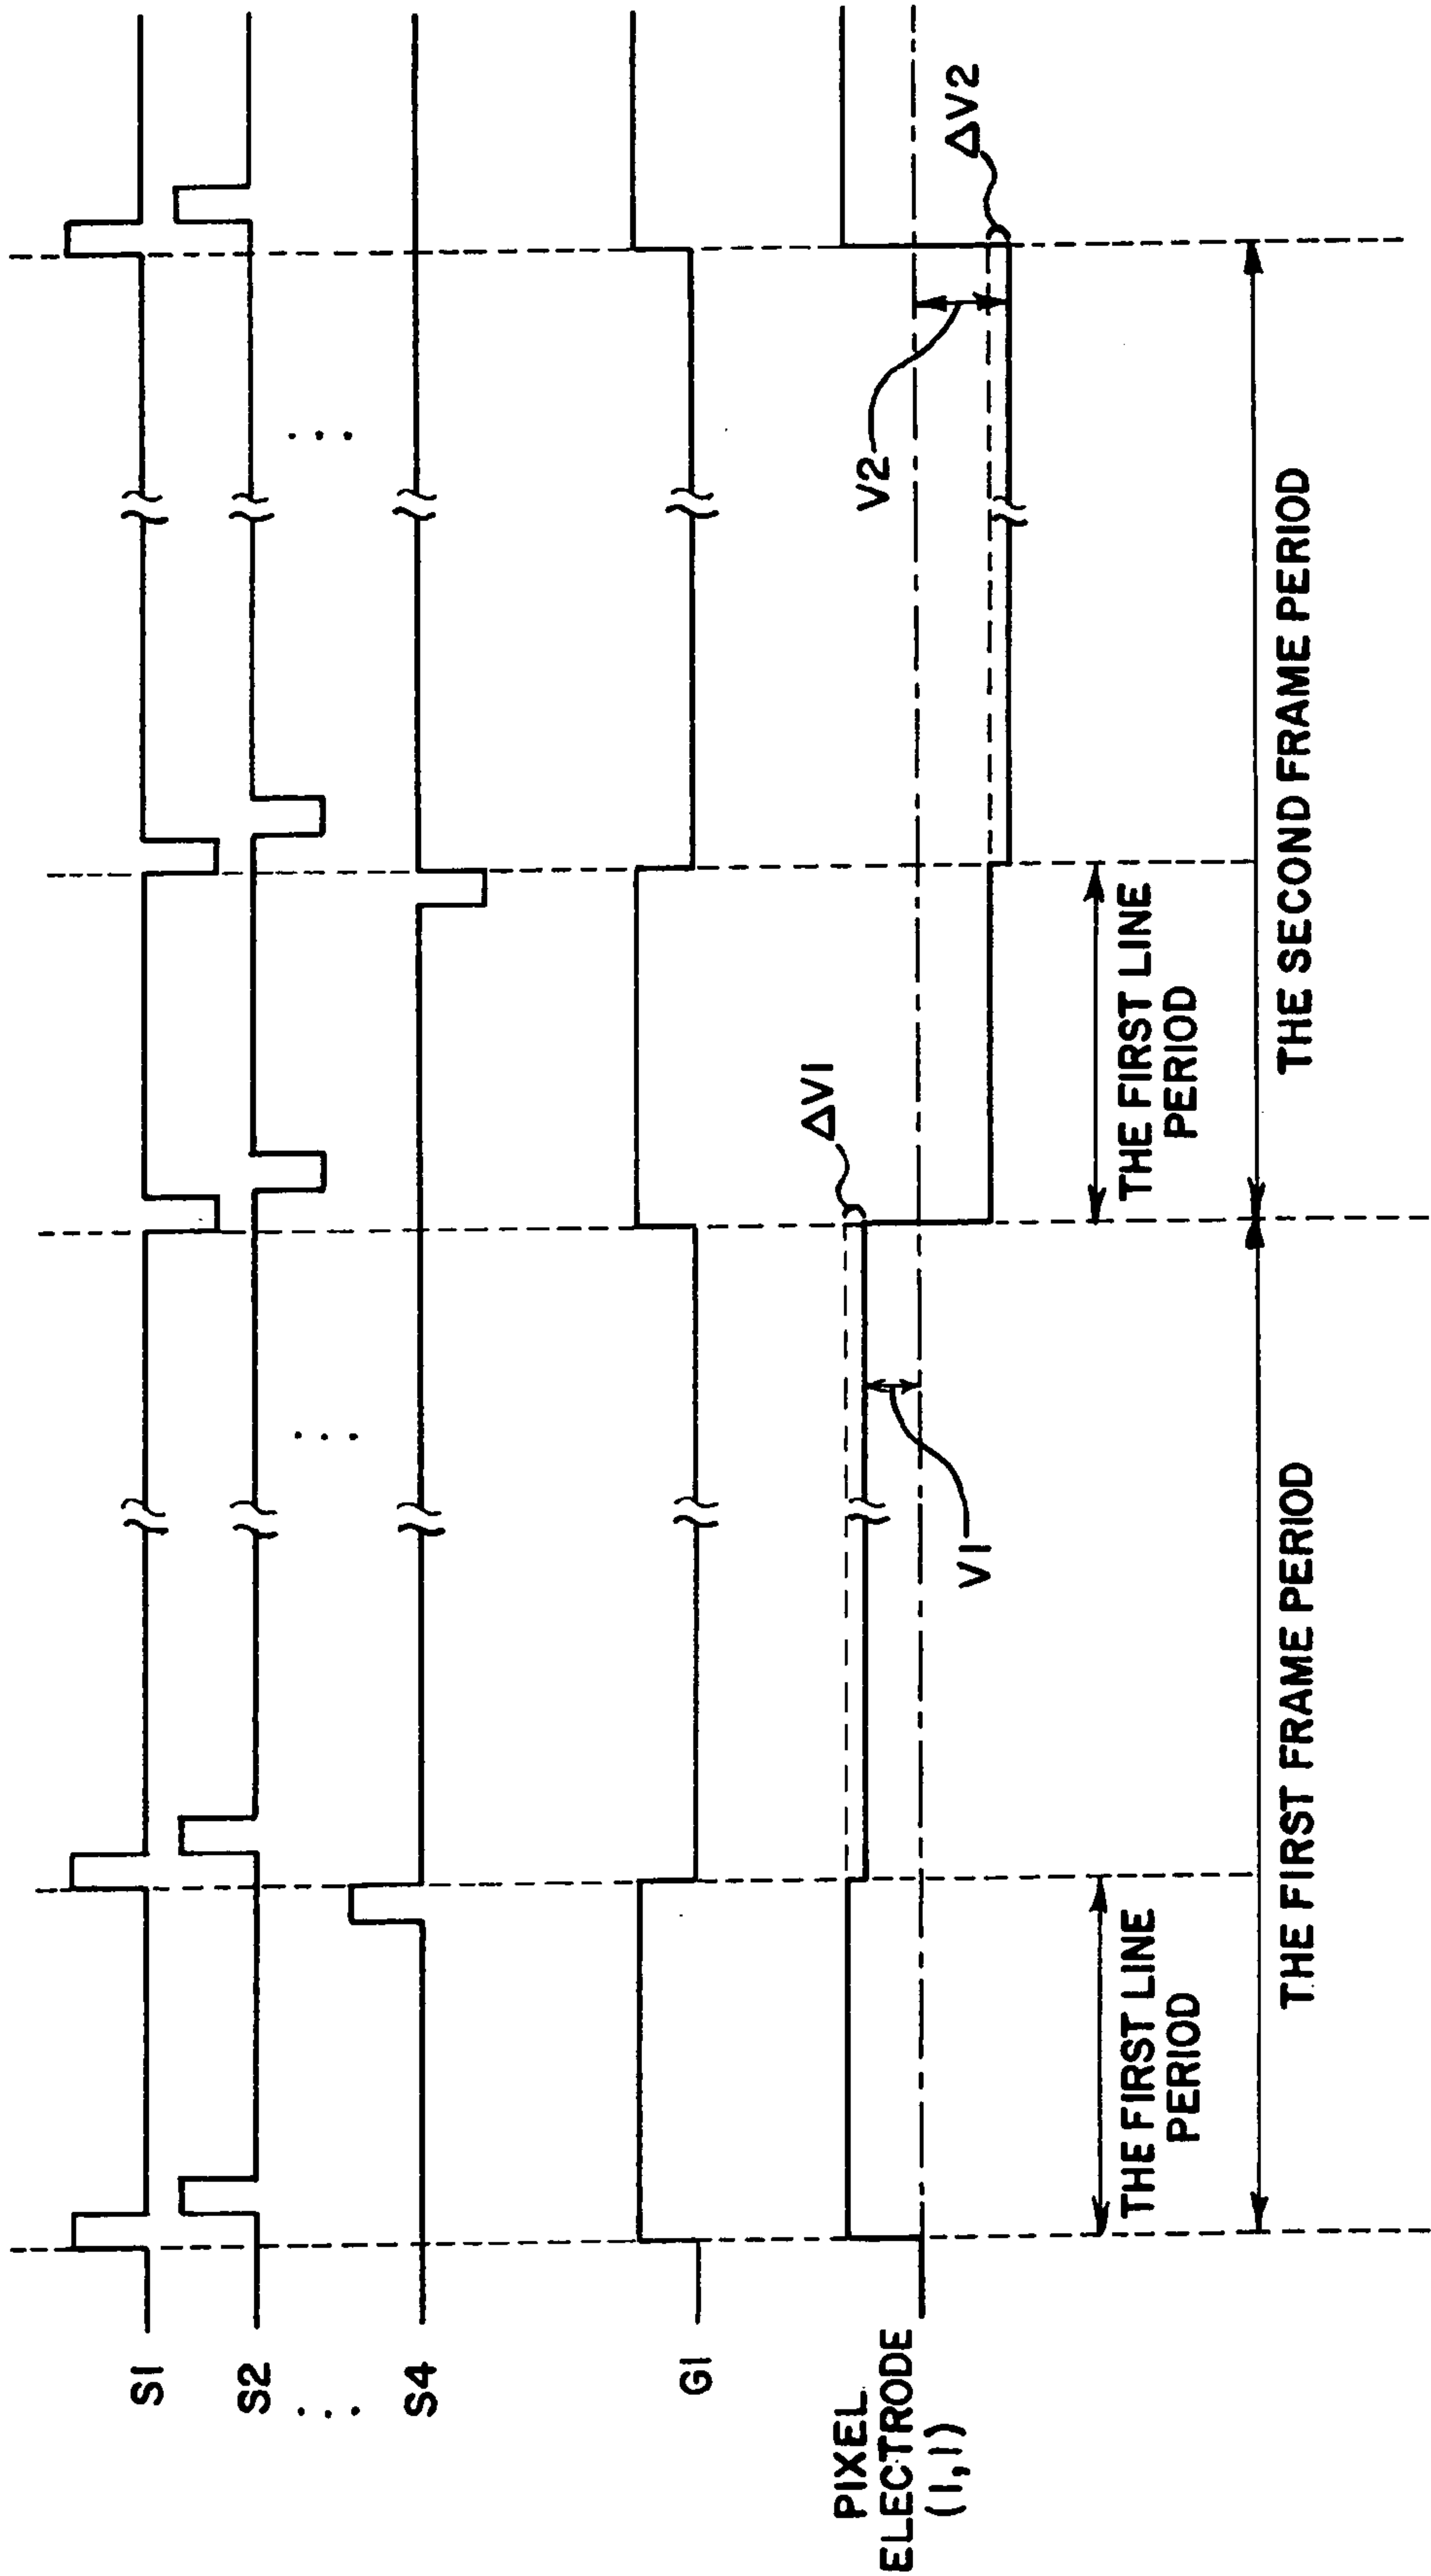 S1
S2
...
S4
G1
PIXEL
ELECTRODE
(1,1)
ΔV1
V1
ΔV2
V2
...
...
THE FIRST LINE
PERIOD
THE FIRST LINE
PERIOD
THE FIRST FRAME PERIOD
THE SECOND FRAME PERIOD